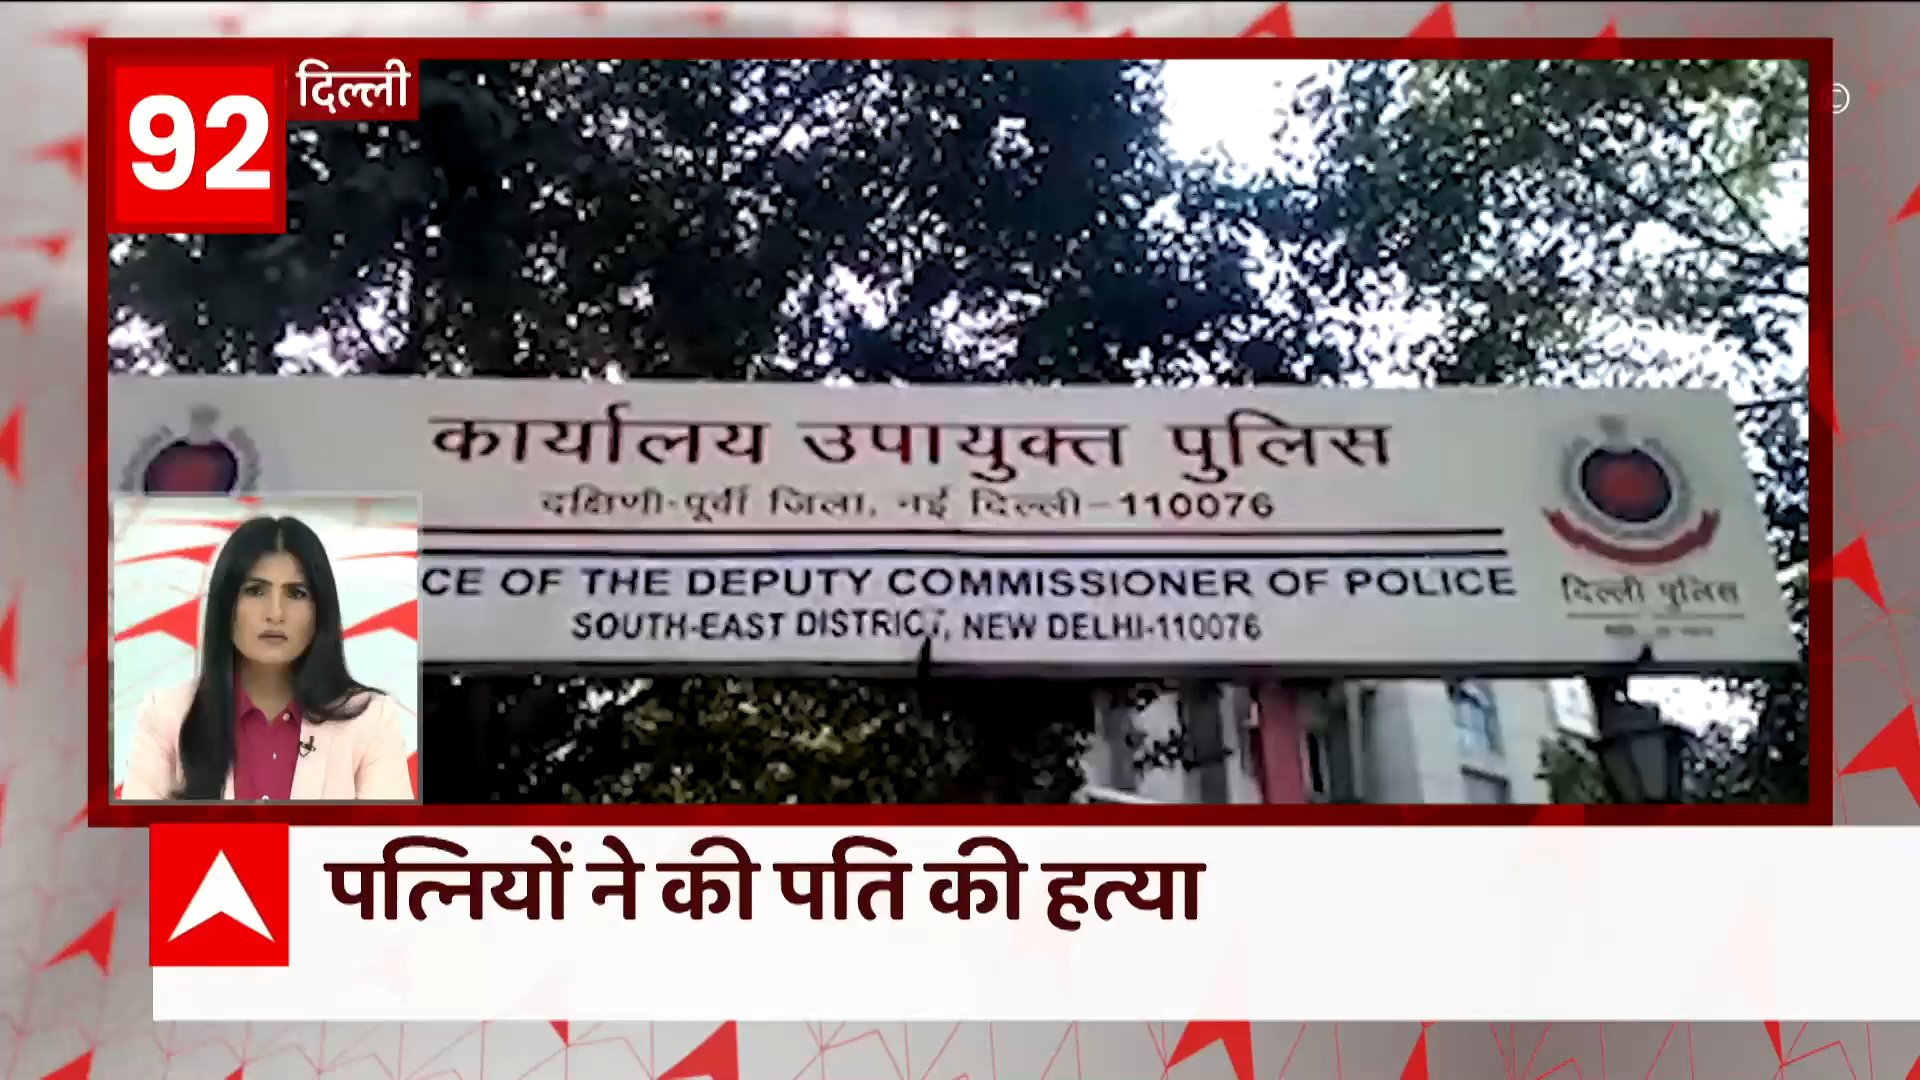 92
दिल्ली
©
कार्यालय उपायुक्त पुलिस
दक्षिणी-पूर्वी जिला, नई दिल्ली-110076
CE OF THE DEPUTY COMMISSIONER OF POLICE
SOUTH-EAST DISTRICT, NEW DELHI-110076
दिल्ली पुलिस
पत्नियों ने की पति की हत्या